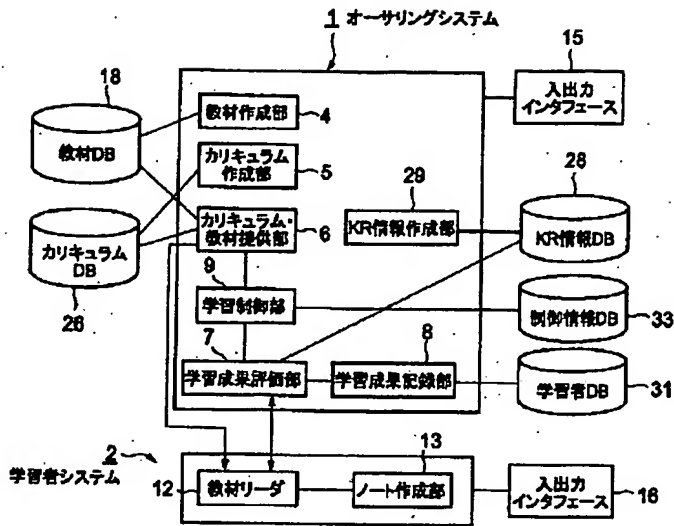 1 オーサリングシステム
18
15
入出力
インタフェース
教材作成部
4
教材DB
カリキュラム
作成部
5
29
28
カリキュラム・
教材提供部
6
KR情報作成部
KR情報DB
カリキュラム
DB
26
9
学習制御部
制御情報DB
33
7
8
学習成果評価部
学習成果記録部
学習者DB
31
2
学習者システム
13
12
教材リーダ
ノート作成部
入出力
インタフェース
16